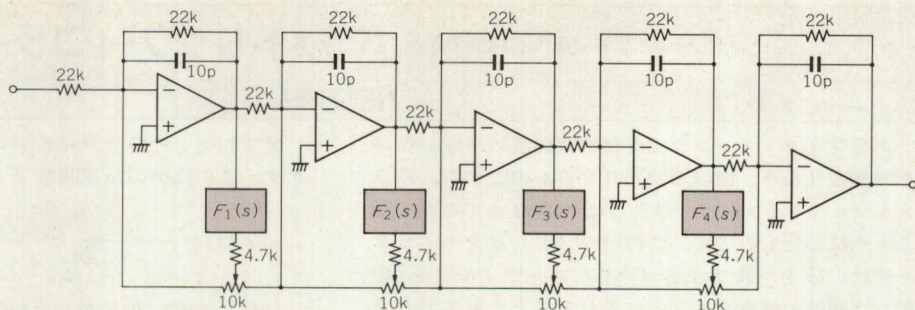 22k 22k 22k 22k 22k
10p 10p 10p 10p 10p
22k 22k 22k 22k 22k
− + − + − + − + − +
F₁(s) F₂(s) F₃(s) F₄(s)
4.7k 4.7k 4.7k 4.7k
10k 10k 10k 10k